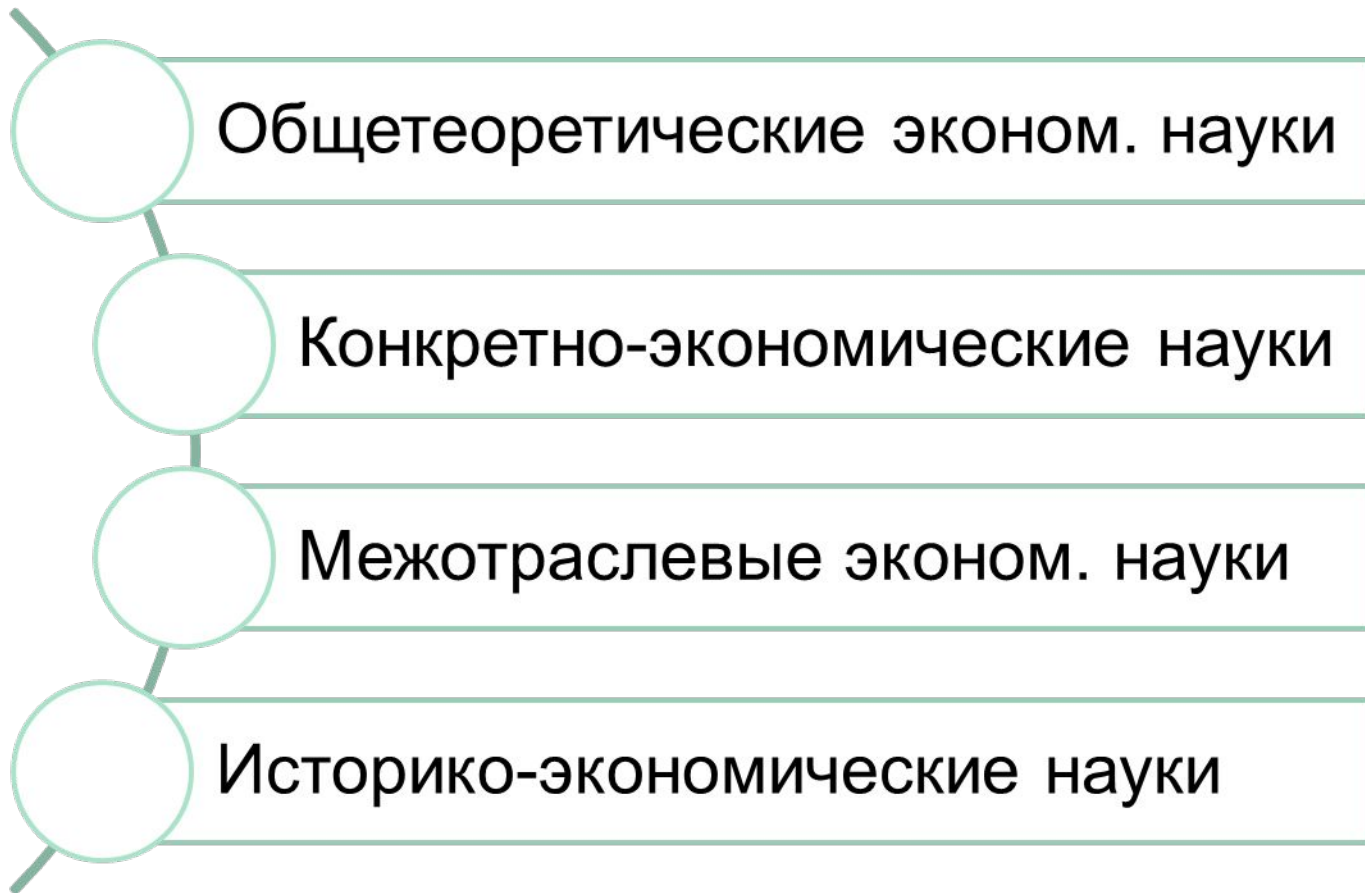 Общетеоретические эконом. науки
Конкретно-экономические науки
Межотраслевые эконом. науки
Историко-экономические науки